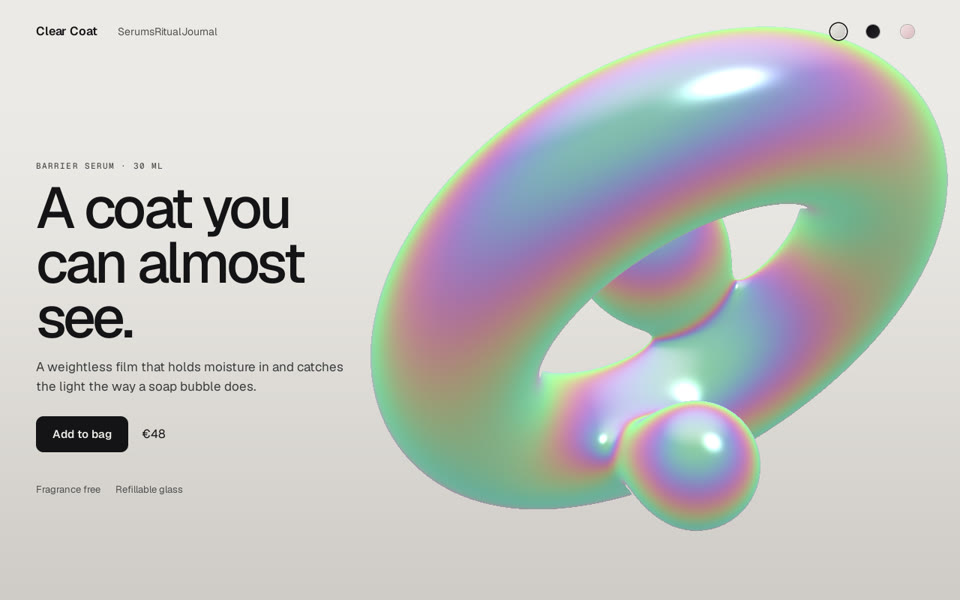 Clear Coat
SerumsRitualJournal
BARRIER SERUM · 30 ML
A coat you
can almost
see.
A weightless film that holds moisture in and catches
the light the way a soap bubble does.
Add to bag
€48
Fragrance free
Refillable glass